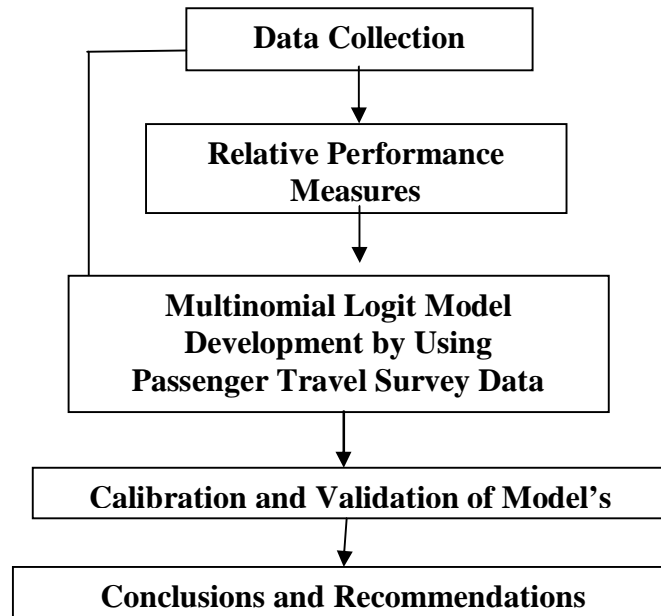 Data Collection
Relative Performance
Measures
Multinomial Logit Model
Development by Using
Passenger Travel Survey Data
Calibration and Validation of Model’s
Conclusions and Recommendations